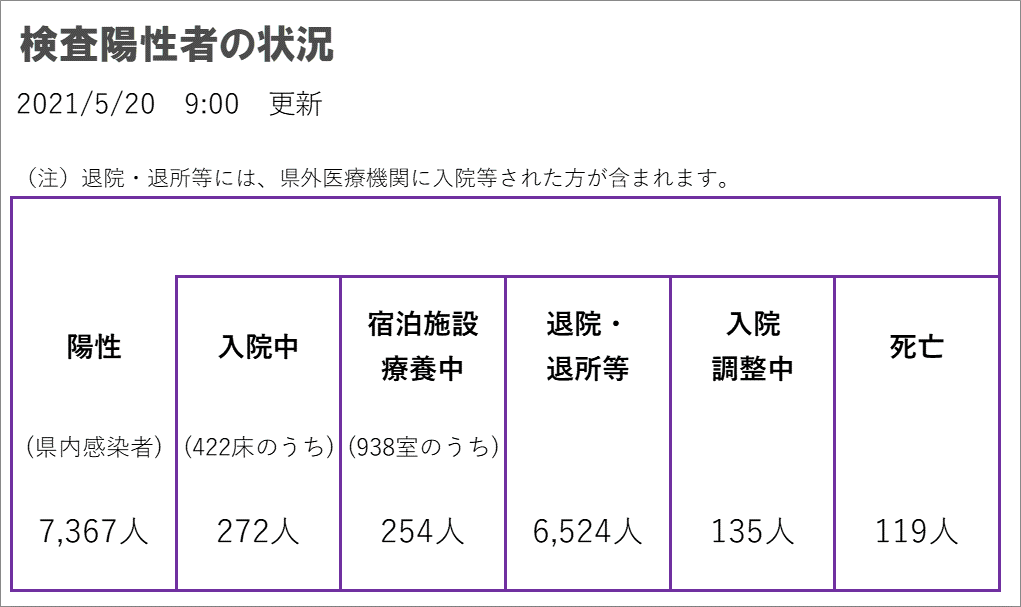 検査陽性者の状況
2021/5/20　9:00　更新
（注）退院・退所等には、県外医療機関に入院等された方が含まれます。
陽性
(県内感染者)
7,367人
入院中
(422床のうち)
272人
宿泊施設
療養中
(938室のうち)
254人
退院・
退所等
6,524人
入院
調整中
135人
死亡
119人